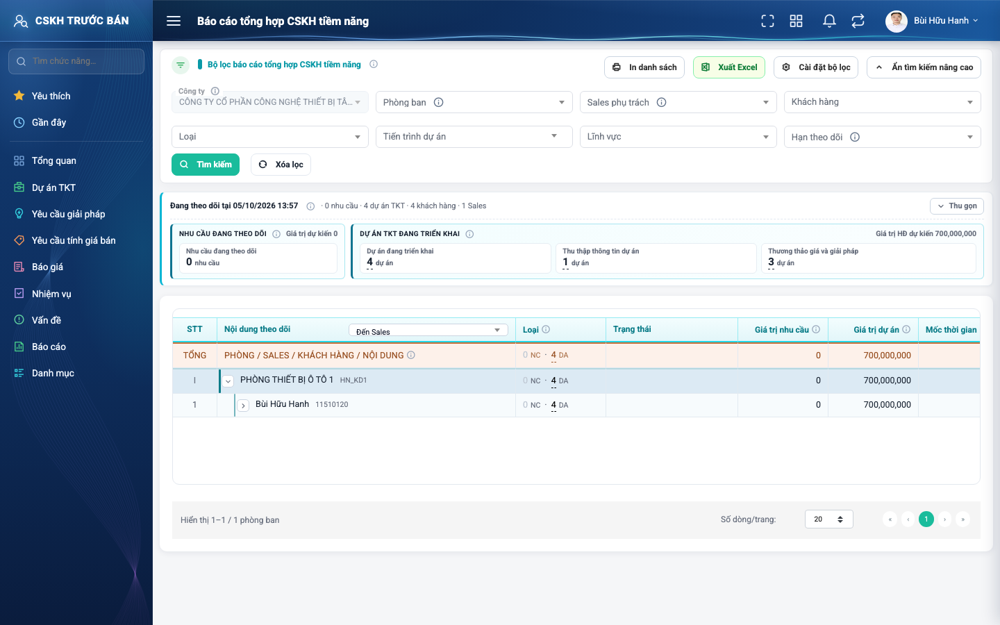 CSKH TRƯỚC BÁN
Báo cáo tổng hợp CSKH tiềm năng
Bùi Hữu Hanh
Tìm chức năng...
Yêu thích
Gần đây
Tổng quan
Dự án TKT
Yêu cầu giải pháp
Yêu cầu tính giá bán
Báo giá
Nhiệm vụ
Vấn đề
Báo cáo
Danh mục
Bộ lọc báo cáo tổng hợp CSKH tiềm năng
In danh sách
Xuất Excel
Cài đặt bộ lọc
Ẩn tìm kiếm nâng cao
Công ty
CÔNG TY CỔ PHẦN CÔNG NGHỆ THIẾT BỊ TÂ...
Phòng ban
Sales phụ trách
Khách hàng
Loại
Tiến trình dự án
Lĩnh vực
Hạn theo dõi
Tìm kiếm
Xóa lọc
Đang theo dõi tại 05/10/2026 13:57 · 0 nhu cầu · 4 dự án TKT · 4 khách hàng · 1 Sales
Thu gọn
NHU CẦU ĐANG THEO DÕI Giá trị dự kiến 0
Nhu cầu đang theo dõi
0 nhu cầu
DỰ ÁN TKT ĐANG TRIỂN KHAI Giá trị HĐ dự kiến 700,000,000
Dự án đang triển khai
4 dự án
Thu thập thông tin dự án
1 dự án
Thương thảo giá và giải pháp
3 dự án
STT Nội dung theo dõi Đến Sales Loại Trạng thái Giá trị nhu cầu Giá trị dự án Mốc thời gian
TỔNG PHÒNG / SALES / KHÁCH HÀNG / NỘI DUNG 0 NC · 4 DA 0 700,000,000
I PHÒNG THIẾT BỊ Ô TÔ 1 HN_KD1 0 NC · 4 DA 0 700,000,000
1 Bùi Hữu Hanh 11510120 0 NC · 4 DA 0 700,000,000
Hiển thị 1–1 / 1 phòng ban
Số dòng/trang: 20 « ‹ 1 › »